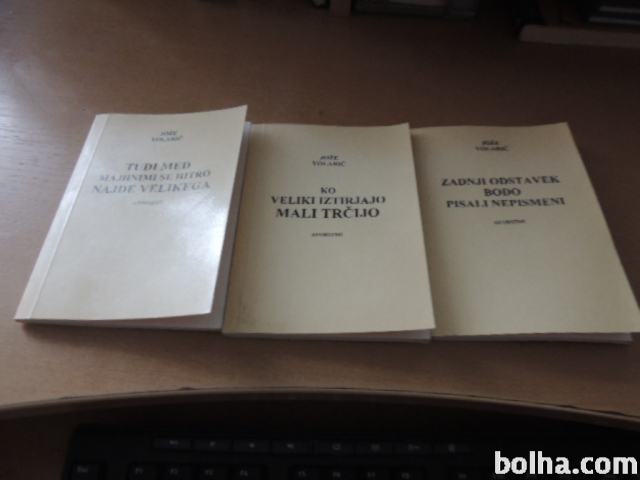 JOŽE
VOLARIČ
TUDI MED
MAJHNIMI SE HITRO
NAJDE VELIKEGA
JOŽE
VOLARIČ
KO
VELIKI IZTIRJAJO
MALI TRČIJO
AFORIZMI
JOŽE
VOLARIČ
ZADNJI ODSTAVEK
BODO
PISALI NEPISMENI
AFORIZMI
bolha.com!